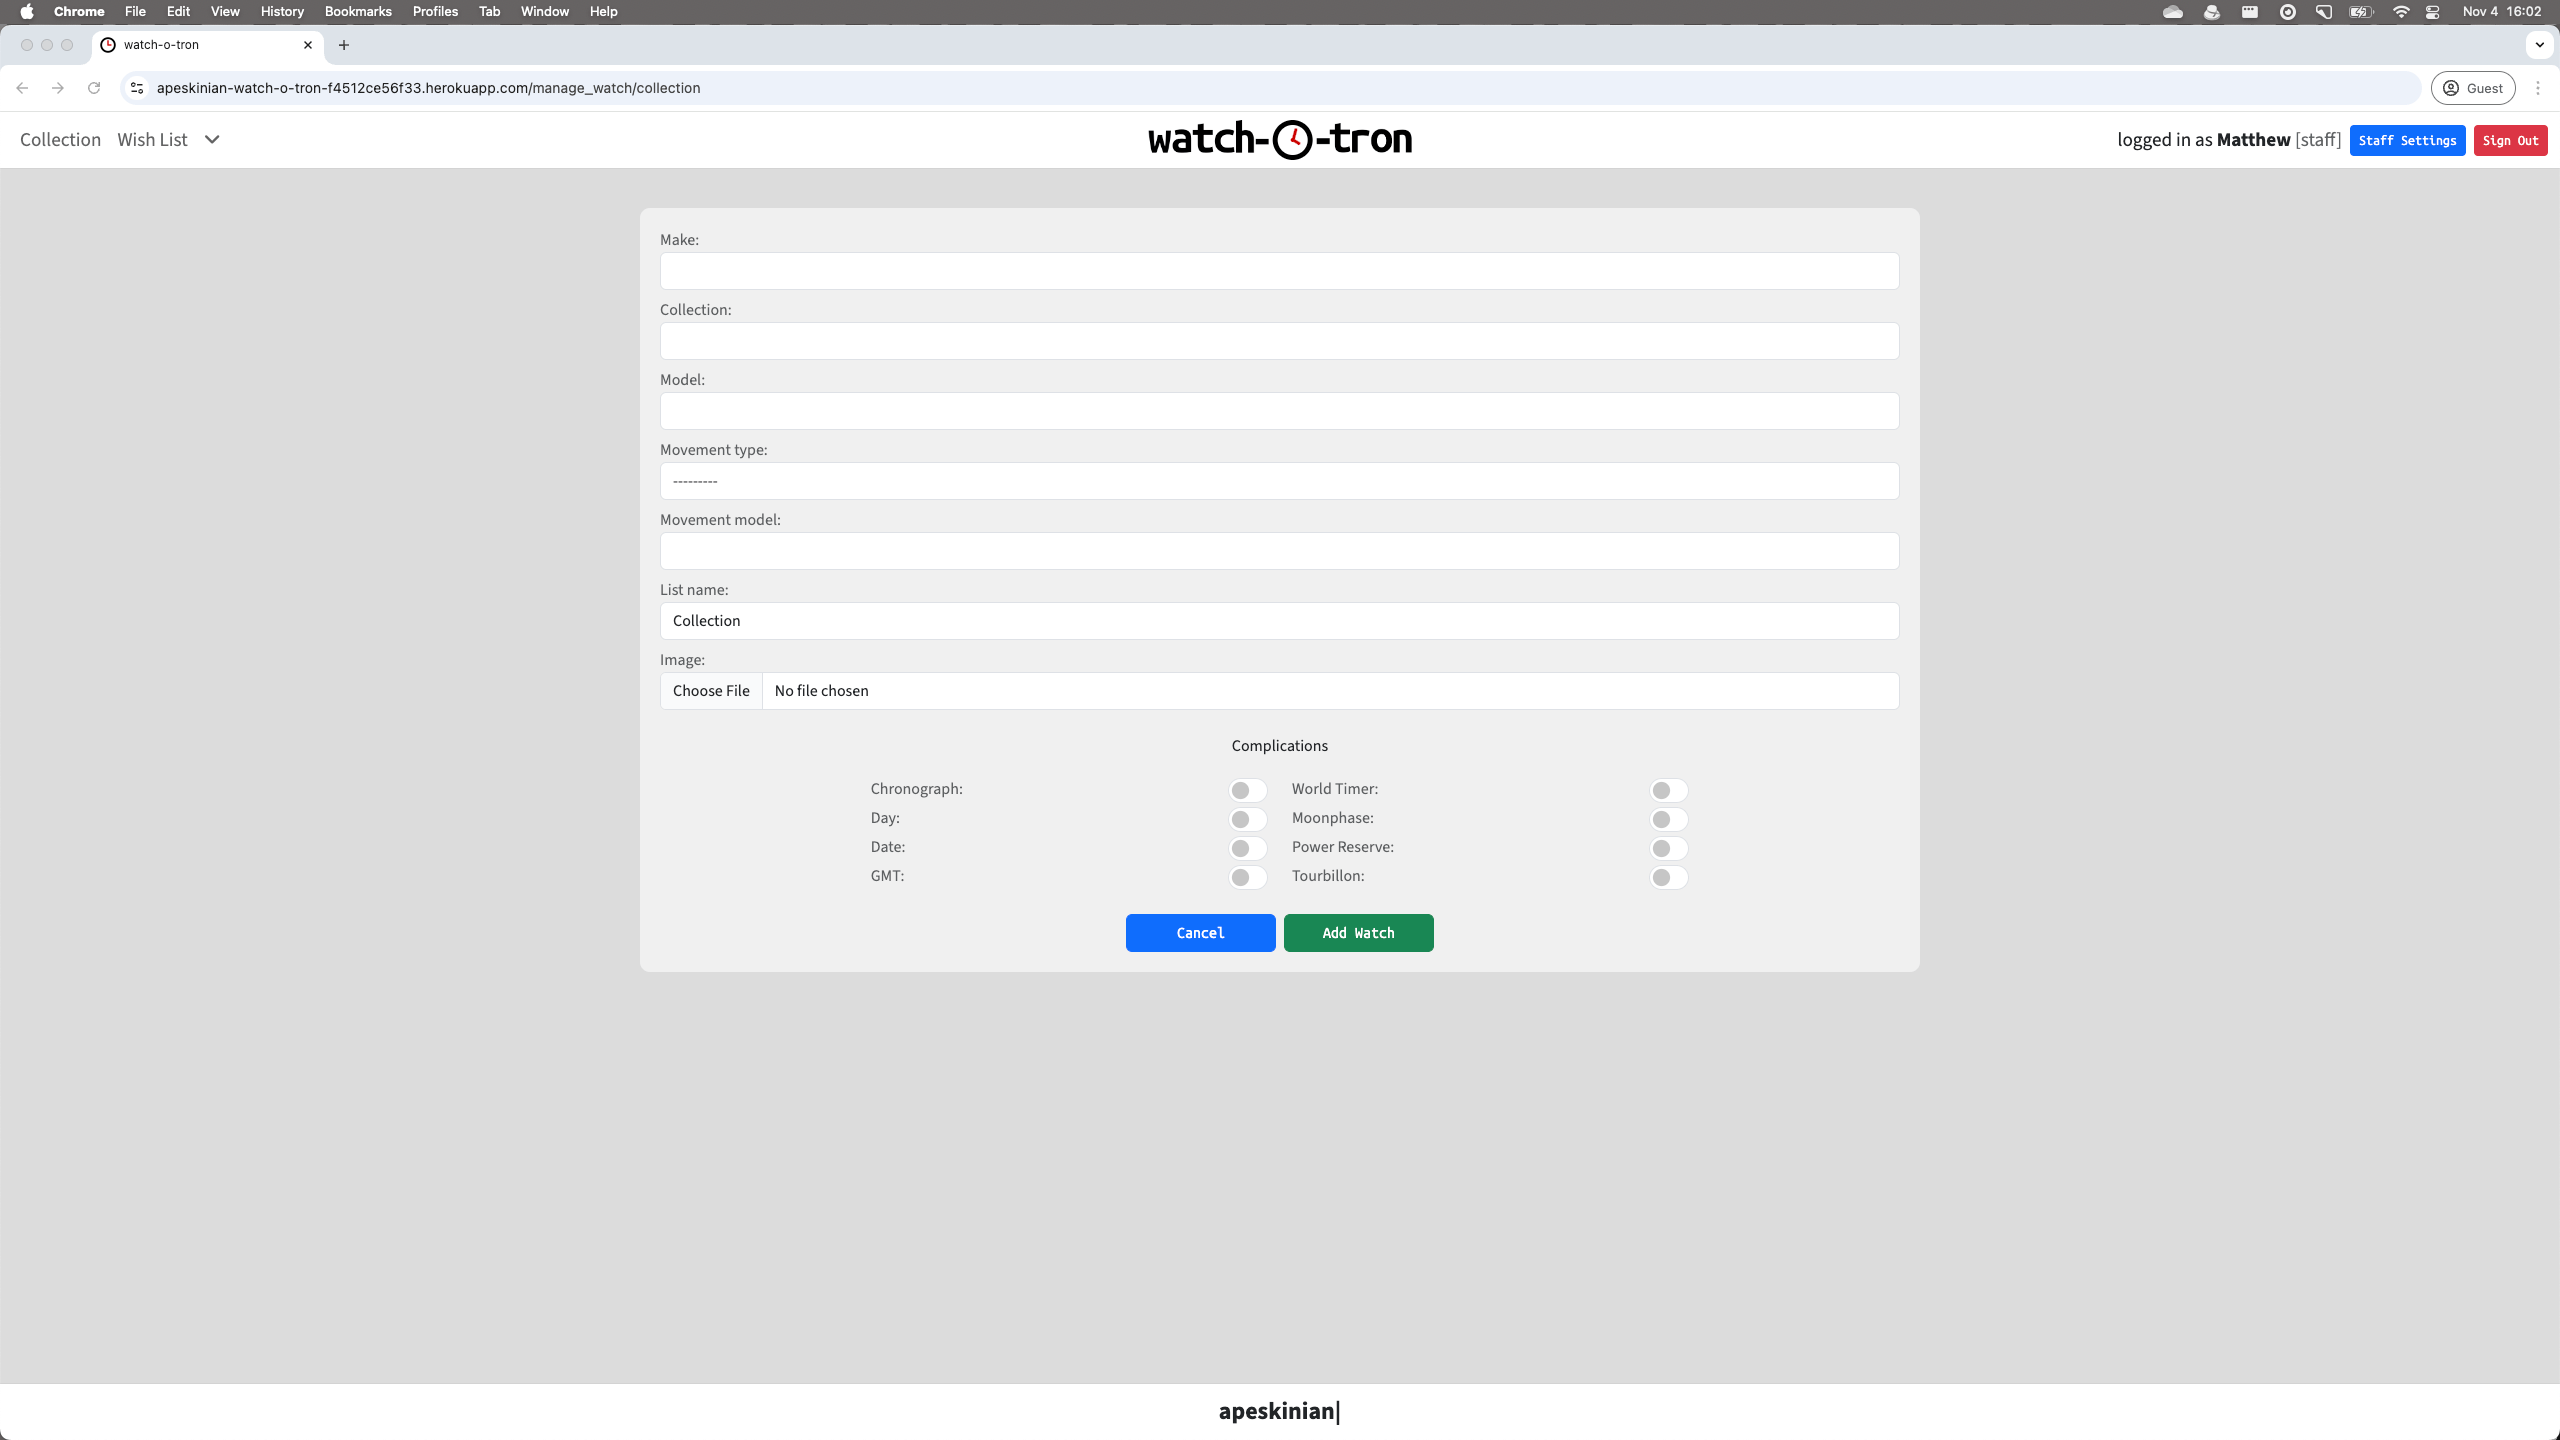 Chrome File Edit View History Bookmarks Profiles Tab Window Help Nov 4 16:02
watch-o-tron
apeskinian-watch-o-tron-f4512ce56f33.herokuapp.com/manage_watch/collection Guest
Collection Wish List watch-o-tron logged in as Matthew [staff] Staff Settings Sign Out
Make:
Collection:
Model:
Movement type:
---------
Movement model:
List name:
Collection
Image:
Choose File No file chosen
Complications
Chronograph: World Timer:
Day: Moonphase:
Date: Power Reserve:
GMT: Tourbillon:
Cancel Add Watch
apeskinian|